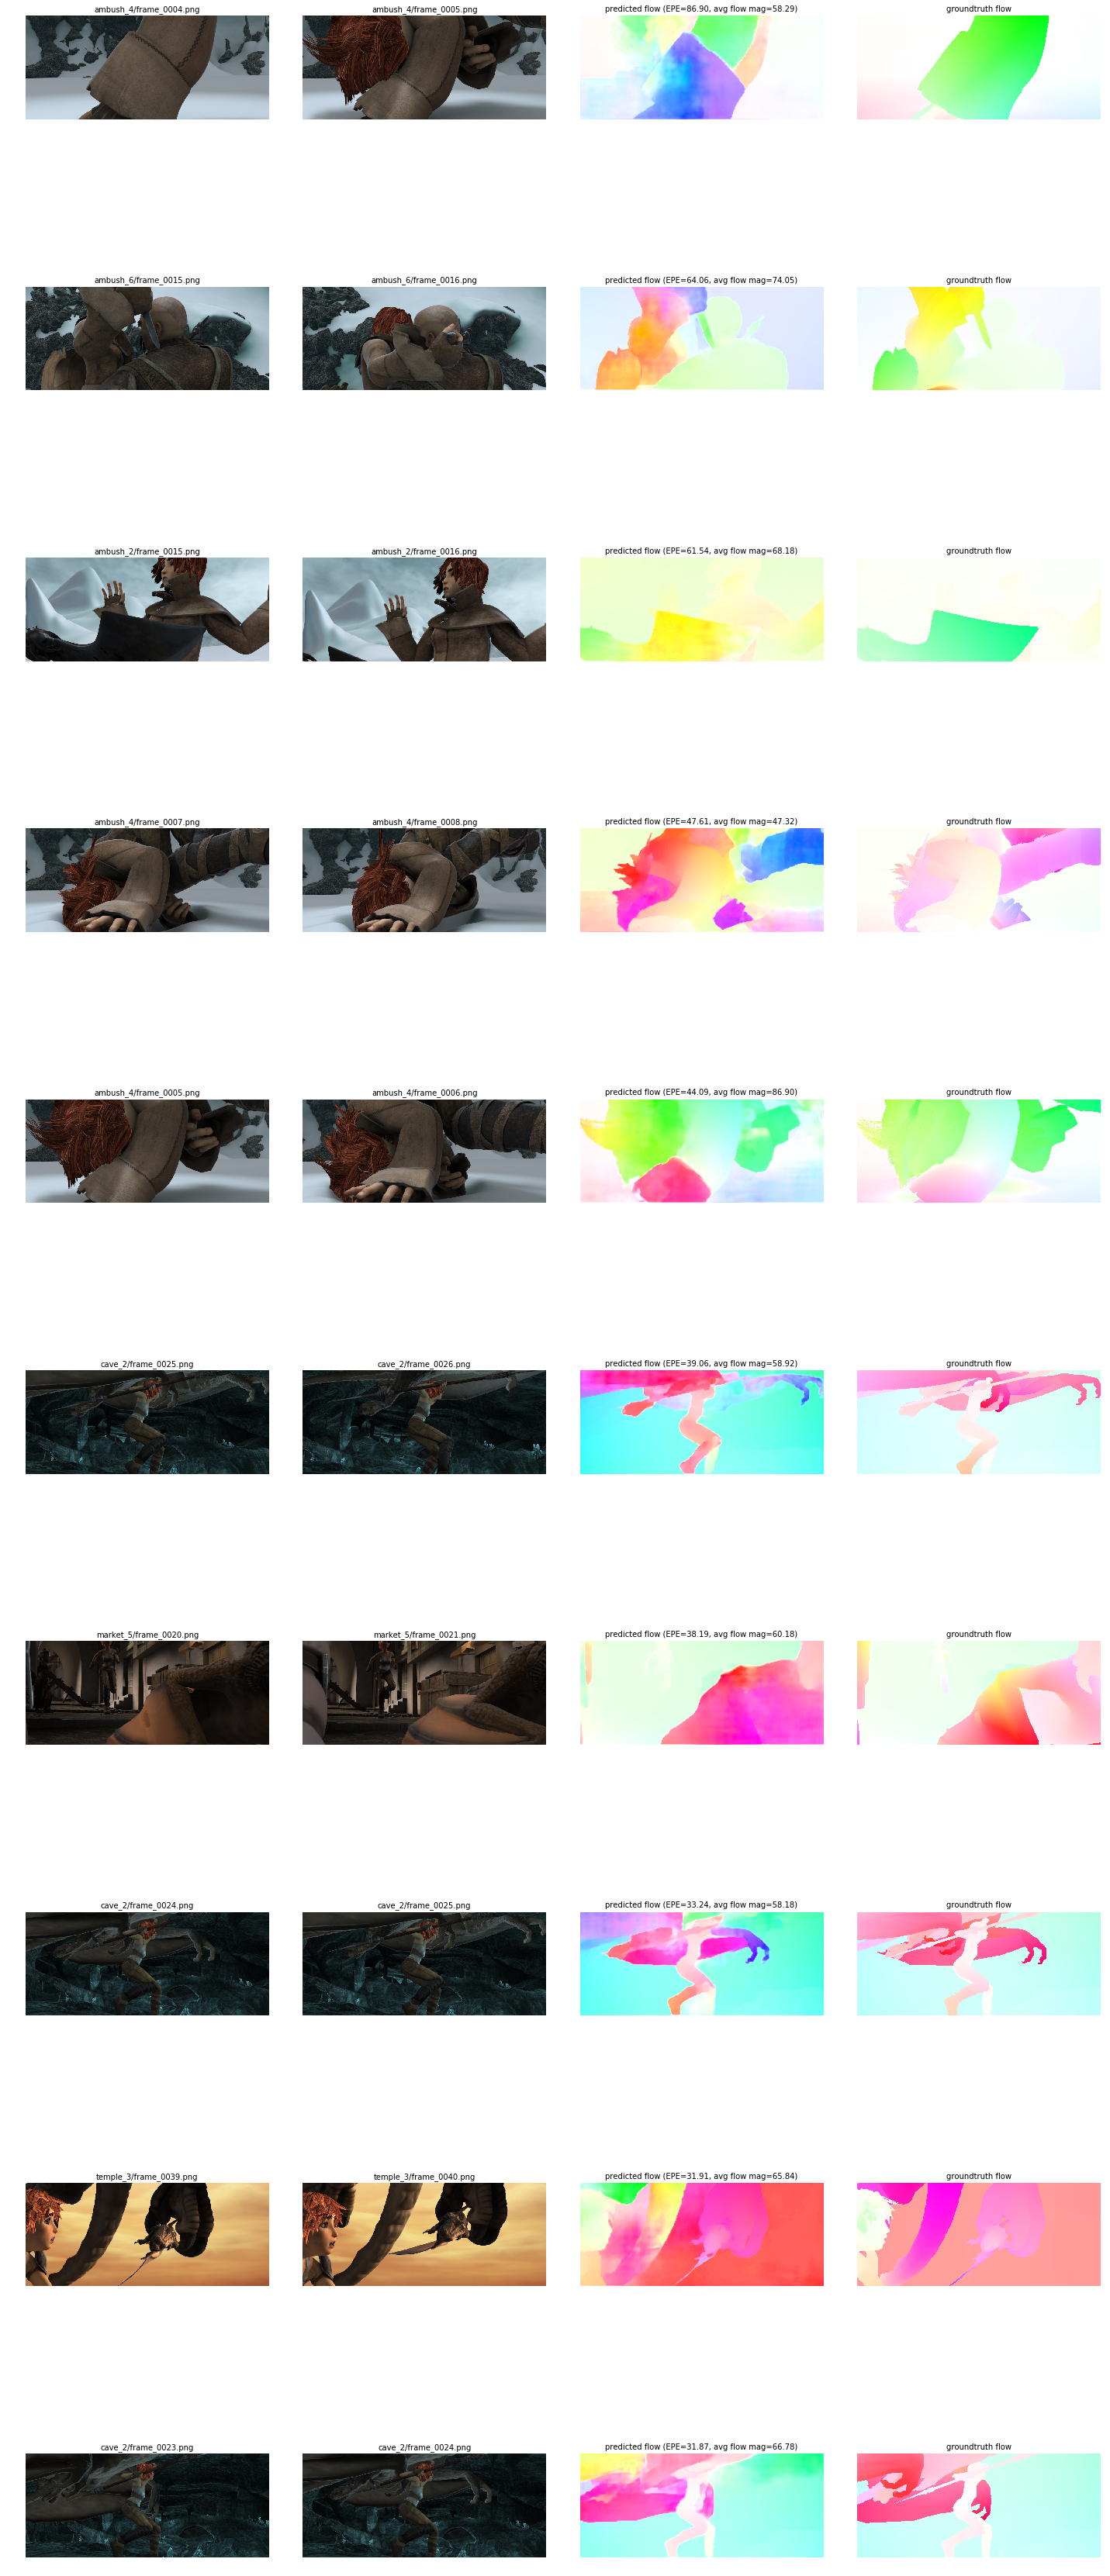 ambush_4/frame_0004.png ambush_4/frame_0005.png predicted flow (EPE=86.90, avg flow mag=58.29) groundtruth flow
ambush_6/frame_0015.png ambush_6/frame_0016.png predicted flow (EPE=64.06, avg flow mag=74.05) groundtruth flow
ambush_2/frame_0015.png ambush_2/frame_0016.png predicted flow (EPE=61.54, avg flow mag=68.18) groundtruth flow
ambush_4/frame_0007.png ambush_4/frame_0008.png predicted flow (EPE=47.61, avg flow mag=47.32) groundtruth flow
ambush_4/frame_0005.png ambush_4/frame_0006.png predicted flow (EPE=44.09, avg flow mag=86.90) groundtruth flow
cave_2/frame_0025.png cave_2/frame_0026.png predicted flow (EPE=39.06, avg flow mag=58.92) groundtruth flow
market_5/frame_0020.png market_5/frame_0021.png predicted flow (EPE=38.19, avg flow mag=60.18) groundtruth flow
cave_2/frame_0024.png cave_2/frame_0025.png predicted flow (EPE=33.24, avg flow mag=58.18) groundtruth flow
temple_3/frame_0039.png temple_3/frame_0040.png predicted flow (EPE=31.91, avg flow mag=65.84) groundtruth flow
cave_2/frame_0023.png cave_2/frame_0024.png predicted flow (EPE=31.87, avg flow mag=66.78) groundtruth flow